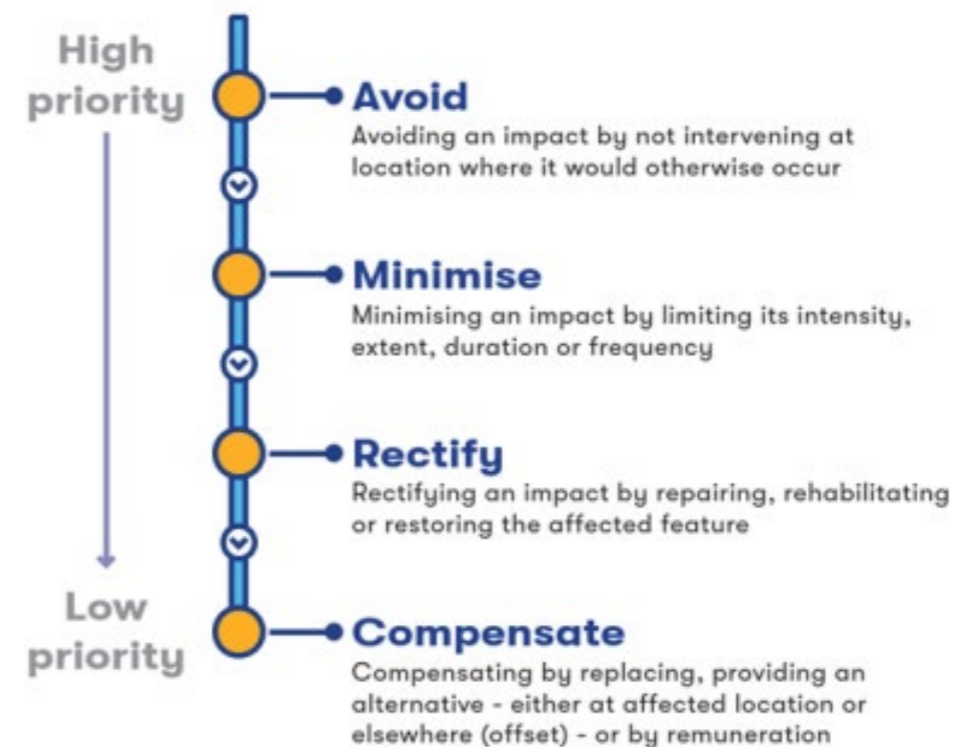 High
priority
Avoid
Avoiding an impact by not intervening at
location where it would otherwise occur
Minimise
Minimising an impact by limiting its intensity,
extent, duration or frequency
Rectify
Rectifying an impact by repairing, rehabilitating
or restoring the affected feature
Low
priority
Compensate
Compensating by replacing, providing an
alternative - either at affected location or
elsewhere (offset) - or by remuneration